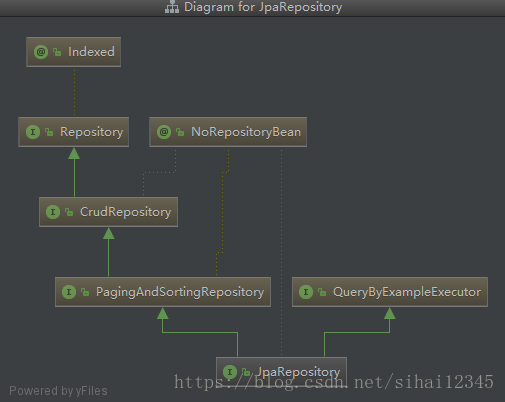 Diagram for JpaRepository
@ Indexed
I Repository
@ NoRepositoryBean
I CrudRepository
I PagingAndSortingRepository
I QueryByExampleExecutor
I JpaRepository
https://blog.csdn.net/sihai12345
Powered by yFiles